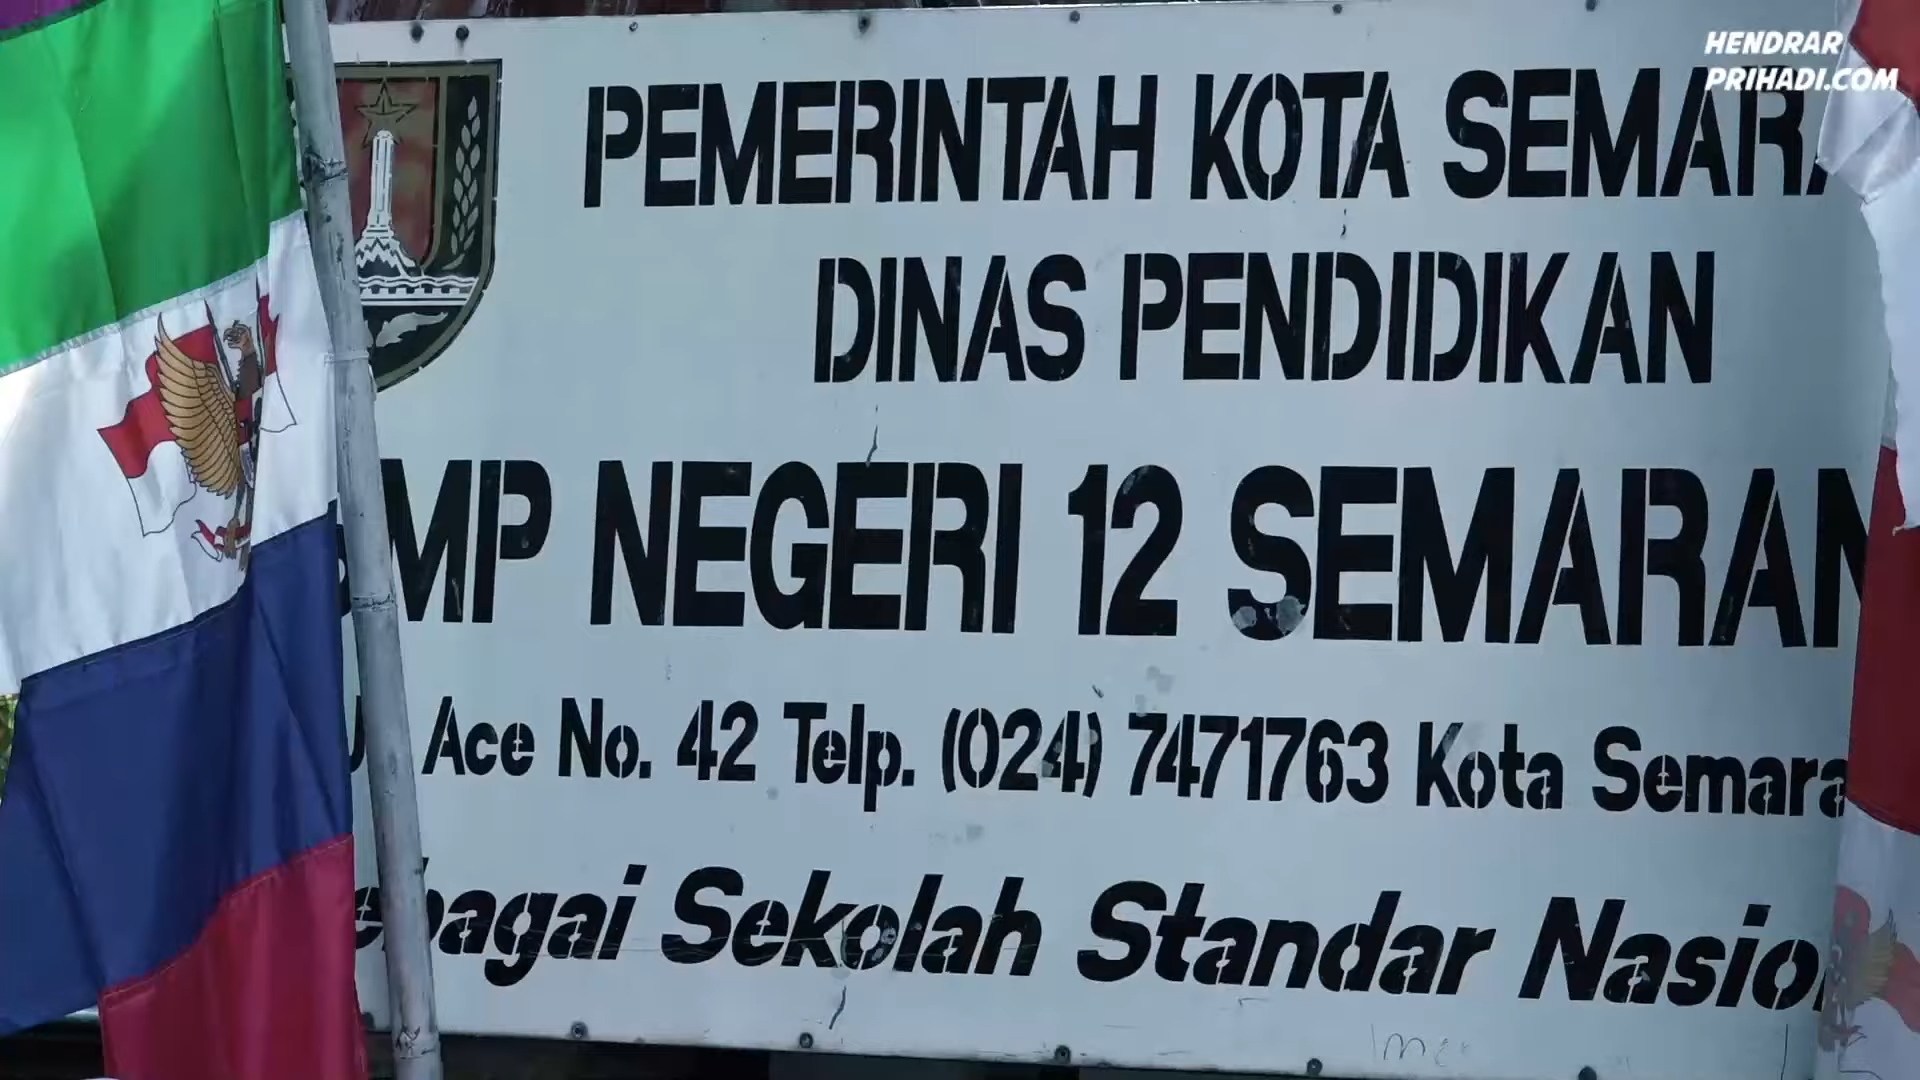 HENDRAR
PRIHADI.COM
PEMERINTAH KOTA SEMARA
DINAS PENDIDIKAN
MP NEGERI 12 SEMARAN
Ace No. 42 Telp. (024) 7471763 Kota Semara
ebagai Sekolah Standar Nasio